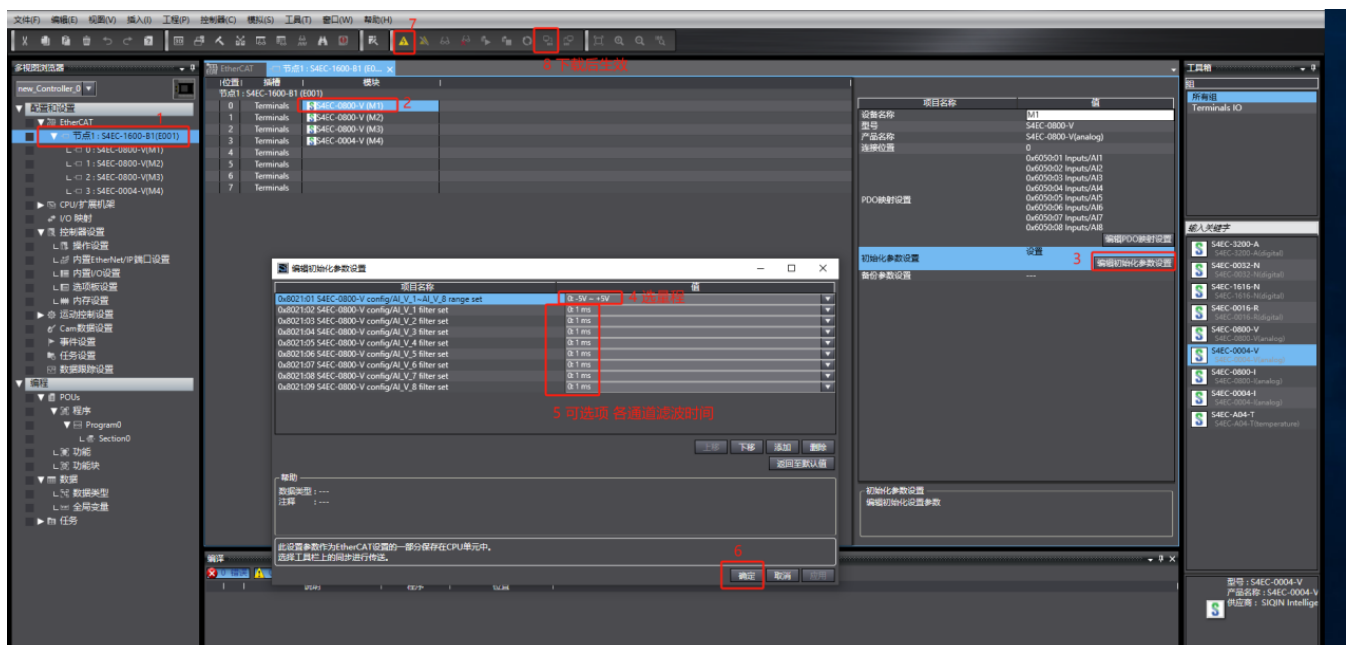 文件(F) 编辑(E) 视图(V) 插入(I) 工程(P) 控制器(C) 模拟(S) 工具(T) 窗口(W) 帮助(H)
7
8 下载后生效
多视图浏览器
new_Controller_0
配置和设置
1
EtherCAT
节点1 : S4EC-1600-B1(E001)
0 : S4EC-0800-V(M1)
1 : S4EC-0800-V(M2)
2 : S4EC-0800-V(M3)
3 : S4EC-0004-V(M4)
CPU/扩展机架
I/O 映射
控制器设置
操作设置
内置EtherNet/IP端口设置
内置I/O设置
选项板设置
内存设置
运动控制设置
Cam数据设置
事件设置
任务设置
数据跟踪设置
编程
POUs
程序
Program0
Section0
功能
功能块
数据
数据类型
全局变量
任务
EtherCAT 节点1 : S4EC-1600-B1 (E0...
位置 插槽 模块
节点1 : S4EC-1600-B1 (E001)
0 Terminals S4EC-0800-V (M1) 2
1 Terminals S4EC-0800-V (M2)
2 Terminals S4EC-0800-V (M3)
3 Terminals S4EC-0004-V (M4)
4 Terminals
5 Terminals
6 Terminals
7 Terminals
项目名称 值
设备名称 M1
型号 S4EC-0800-V
产品名称 S4EC-0800-V(analog)
连接位置 0
PDO映射设置
0x6050:01 Inputs/AI1
0x6050:02 Inputs/AI2
0x6050:03 Inputs/AI3
0x6050:04 Inputs/AI4
0x6050:05 Inputs/AI5
0x6050:06 Inputs/AI6
0x6050:07 Inputs/AI7
0x6050:08 Inputs/AI8
编辑PDO映射设置
初始化参数设置 设置
3 编辑初始化参数设置
备份参数设置 ---
初始化参数设置
编辑初始化设置参数
编辑初始化参数设置
项目名称 值
0x8021:01 S4EC-0800-V config/AI_V_1~AI_V_8 range set 0: -5V ~ +5V 4 选量程
0x8021:02 S4EC-0800-V config/AI_V_1 filter set 0: 1 ms
0x8021:03 S4EC-0800-V config/AI_V_2 filter set 0: 1 ms
0x8021:04 S4EC-0800-V config/AI_V_3 filter set 0: 1 ms
0x8021:05 S4EC-0800-V config/AI_V_4 filter set 0: 1 ms
0x8021:06 S4EC-0800-V config/AI_V_5 filter set 0: 1 ms
0x8021:07 S4EC-0800-V config/AI_V_6 filter set 0: 1 ms
0x8021:08 S4EC-0800-V config/AI_V_7 filter set 0: 1 ms
0x8021:09 S4EC-0800-V config/AI_V_8 filter set 0: 1 ms
5 可选项 各通道滤波时间
上移 下移 添加 删除
返回至默认值
帮助
数据类型 : ---
注释 : ---
此设置参数作为EtherCAT设置的一部分保存在CPU单元中。
选择工具栏上的同步进行传送。
6
确定 取消 应用
编译
0 错误
说明 程序 位置
工具箱
组
所有组
Terminals IO
输入关键字
S4EC-3200-A
S4EC-3200-A(digital)
S4EC-0032-N
S4EC-0032-N(digital)
S4EC-1616-N
S4EC-1616-N(digital)
S4EC-0016-R
S4EC-0016-R(digital)
S4EC-0800-V
S4EC-0800-V(analog)
S4EC-0004-V
S4EC-0004-V(analog)
S4EC-0800-I
S4EC-0800-I(analog)
S4EC-0004-I
S4EC-0004-I(analog)
S4EC-A04-T
S4EC-A04-T(temperature)
型号 : S4EC-0004-V
产品名称 : S4EC-0004-V
供应商 : SIQIN Intellige